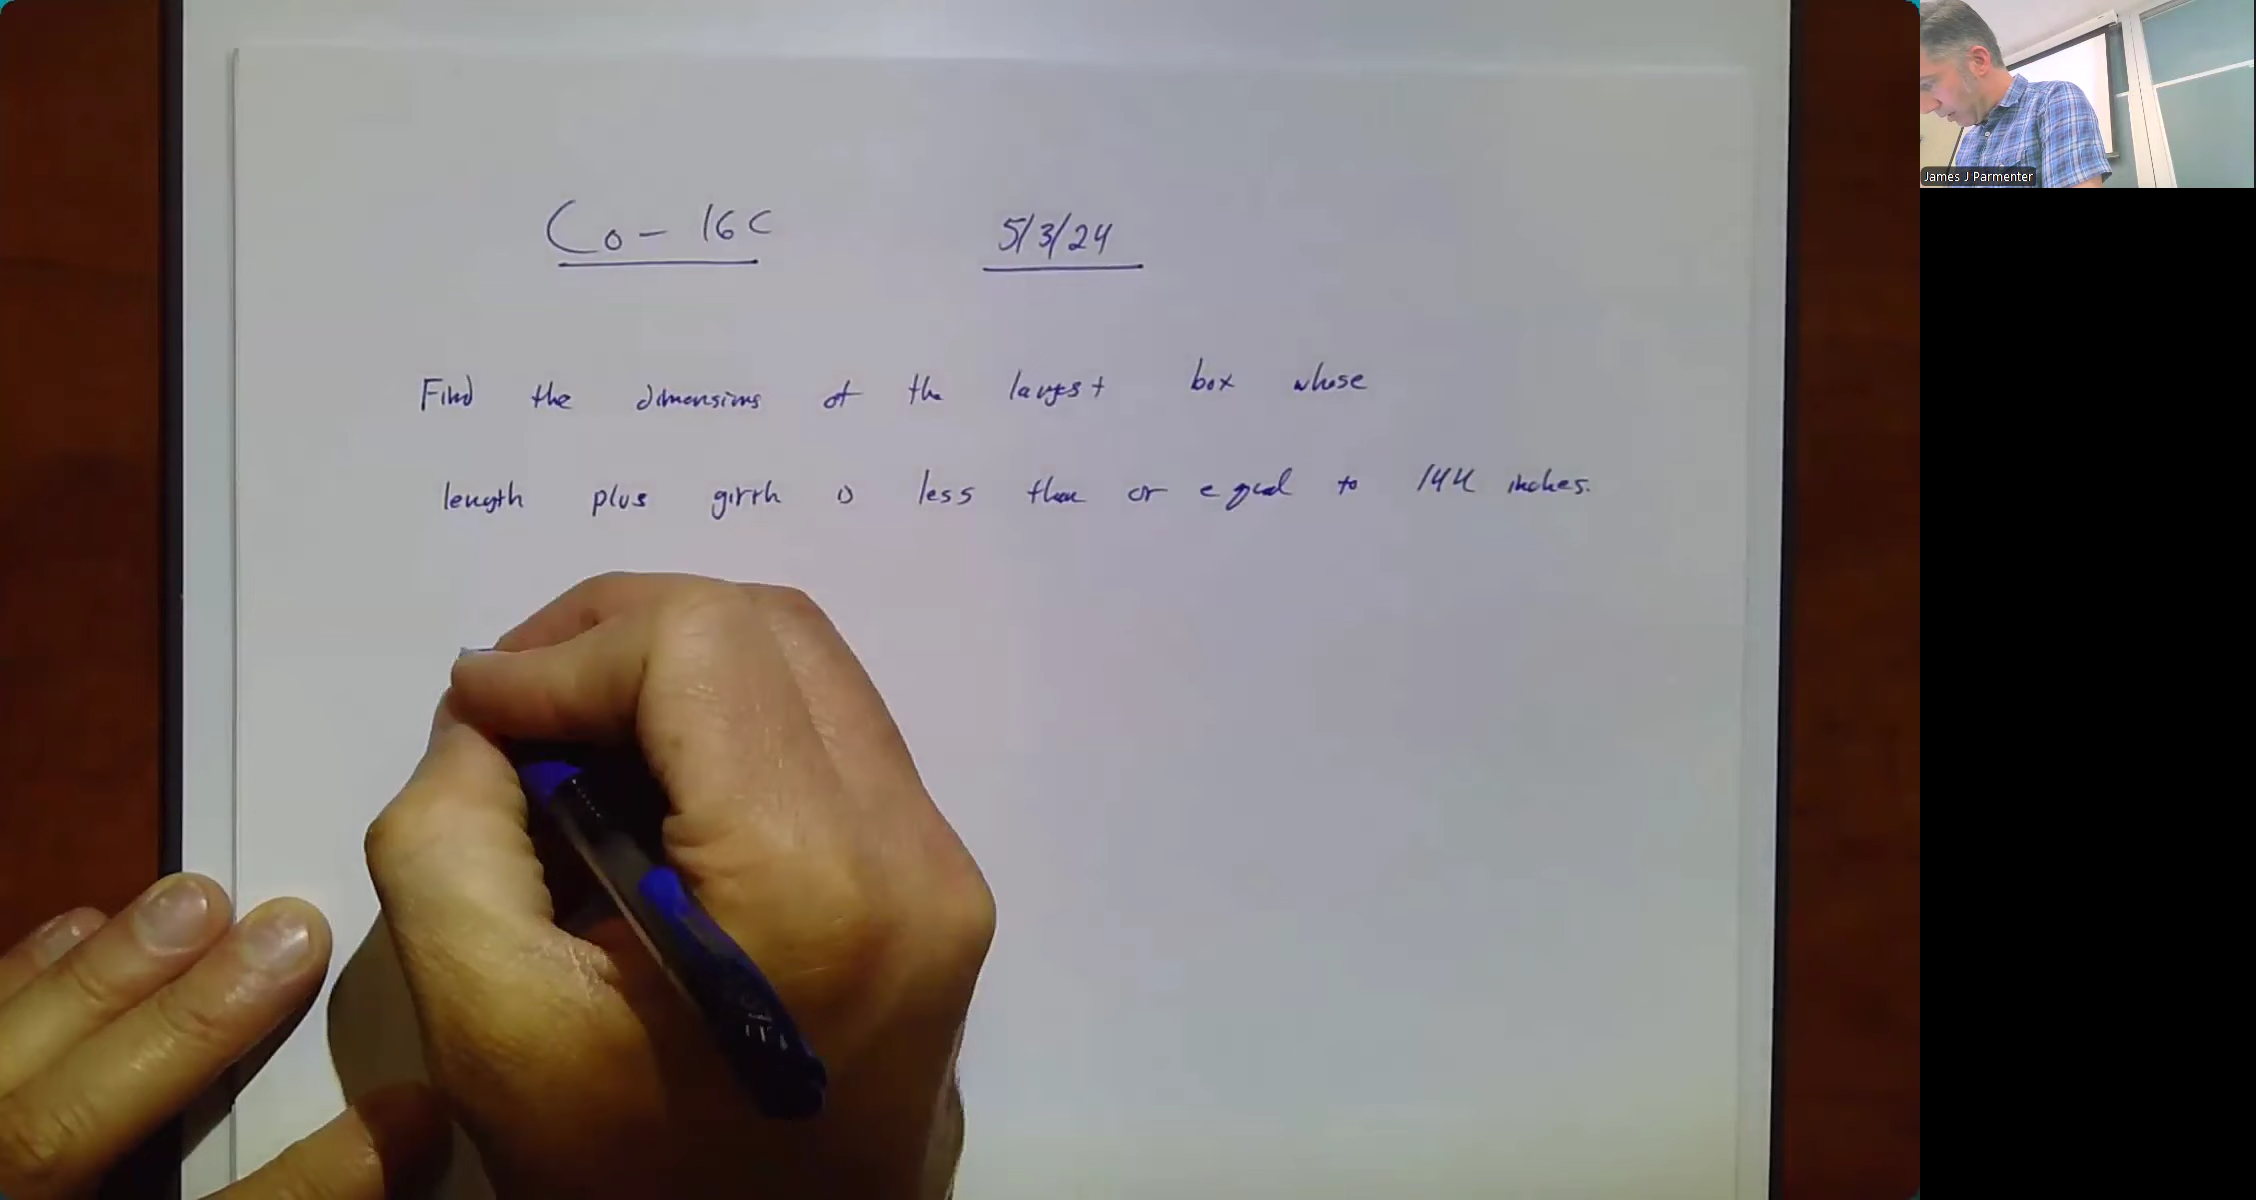 Co - 16C 5/3/24
Find the dimensions of the largest box whose
length plus girth is less than or equal to 144 inches.
James J Parmenter